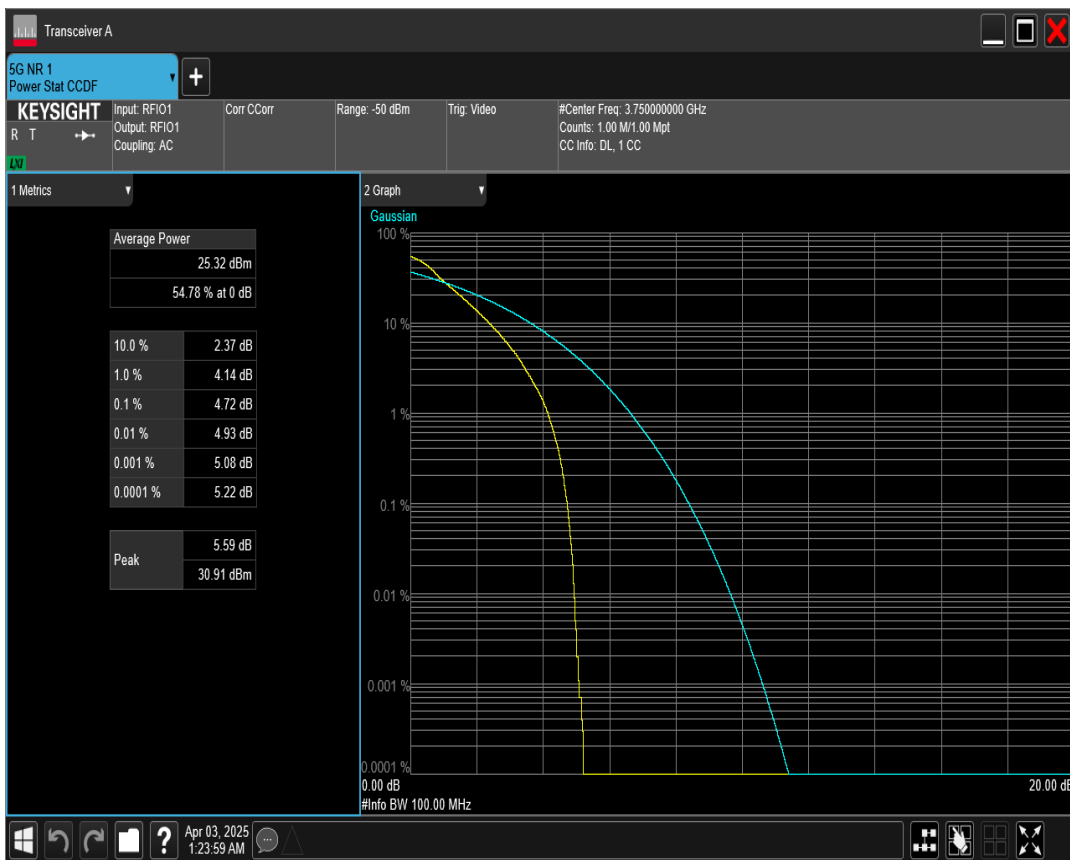 Transceiver A
5G NR 1
Power Stat CCDF
+
KEYSIGHT
R T
LXI
Input: RFIO1
Output: RFIO1
Coupling: AC
Corr CCorr
Range: -50 dBm
Trig: Video
#Center Freq: 3.750000000 GHz
Counts: 1.00 M/1.00 Mpt
CC Info: DL, 1 CC
1 Metrics
Average Power
25.32 dBm
54.78 % at 0 dB
10.0 % 2.37 dB
1.0 % 4.14 dB
0.1 % 4.72 dB
0.01 % 4.93 dB
0.001 % 5.08 dB
0.0001 % 5.22 dB
Peak
5.59 dB
30.91 dBm
2 Graph
Gaussian
100 %
10 %
1 %
0.1 %
0.01 %
0.001 %
0.0001 %
0.00 dB 20.00 dB
#Info BW 100.00 MHz
?
Apr 03, 2025
1:23:59 AM